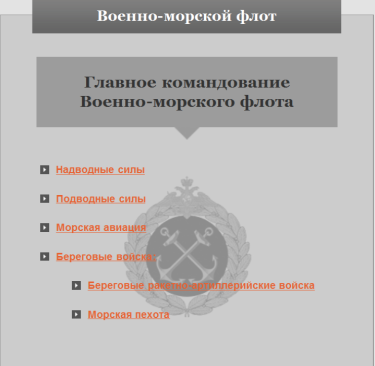 Военно-морской флот
Главное командование
Военно-морского флота
Надводные силы
Подводные силы
Морская авиация
Береговые войска
Береговые ракетно-артиллерийские войска
Морская пехота